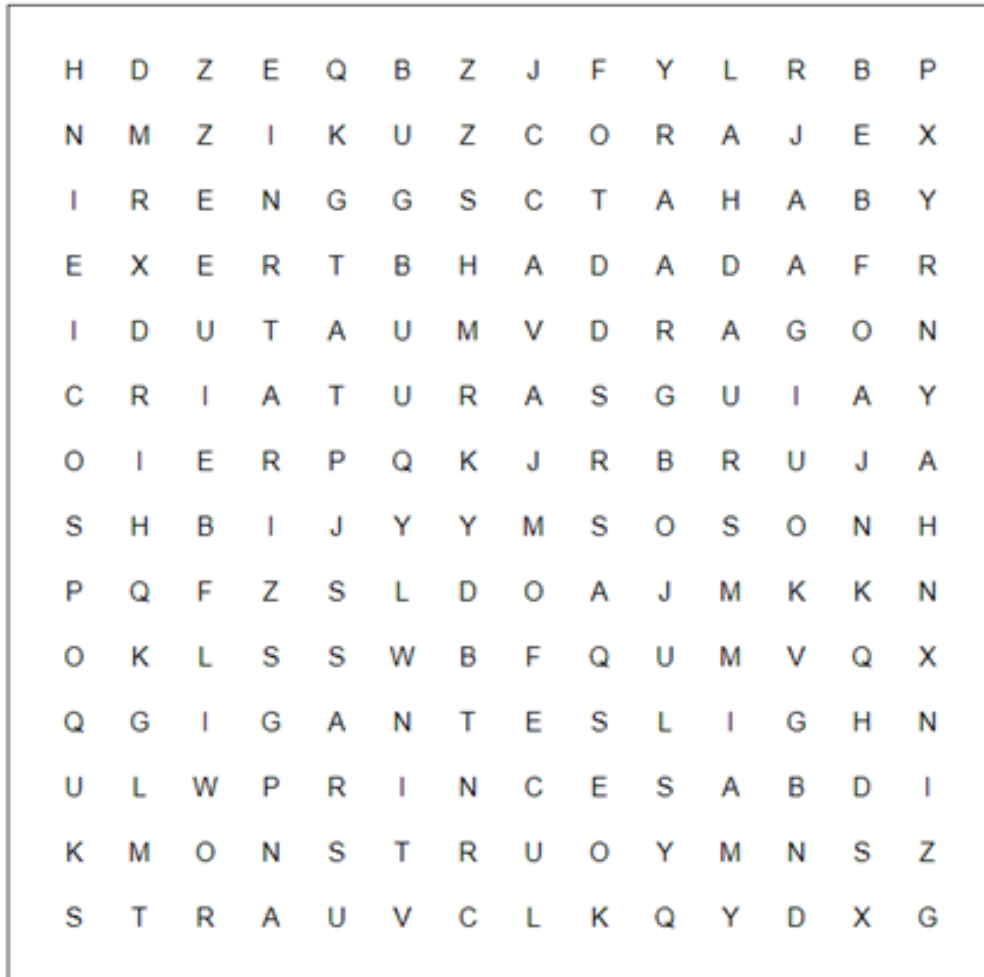 H D Z E Q B Z J F Y L R B P
N M Z I K U Z C O R A J E X
I R E N G G S C T A H A B Y
E X E R T B H A D A D A F R
I D U T A U M V D R A G O N
C R I A T U R A S G U I A Y
O I E R P Q K J R B R U J A
S H B I J Y Y M S O S O N H
P Q F Z S L D O A J M K K N
O K L S S W B F Q U M V Q X
Q G I G A N T E S L I G H N
U L W P R I N C E S A B D I
K M O N S T R U O Y M N S Z
S T R A U V C L K Q Y D X G